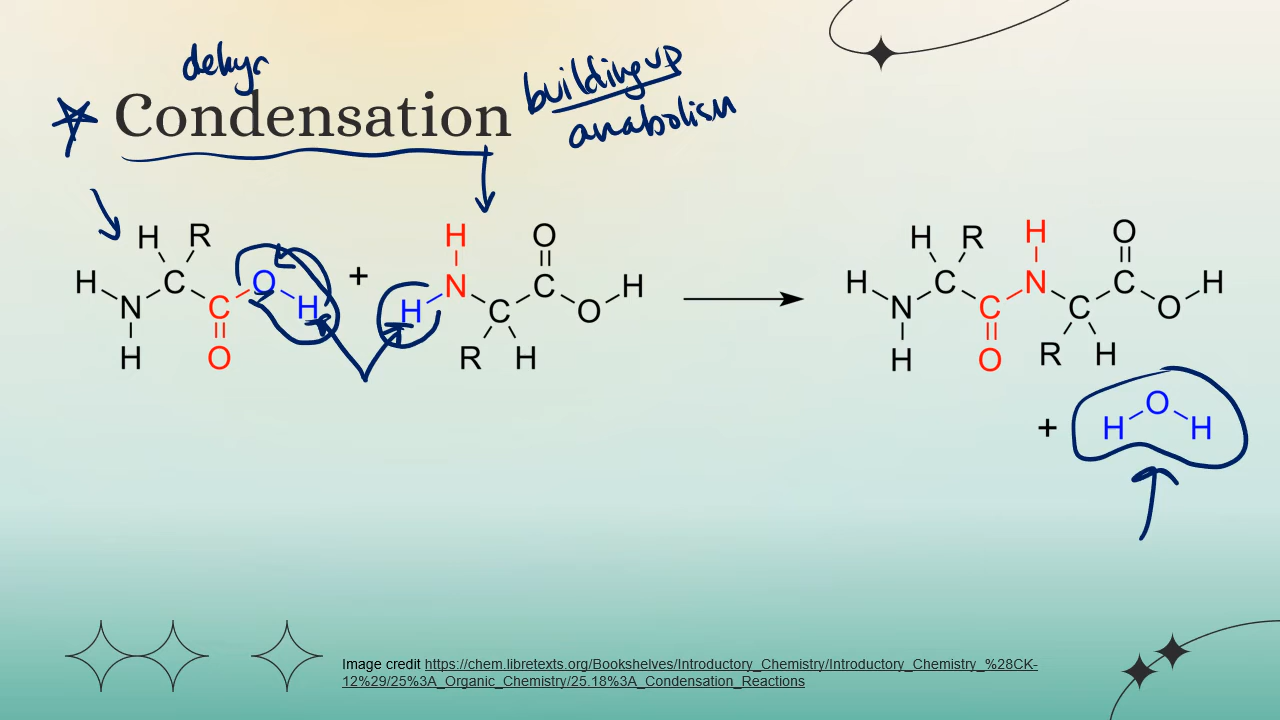 dehyd
Condensation
building up
anabolism
H R O H + H H N C O O H H R H N C O H N H H R C O H H
+ H O H
Image credit https://chem.libretexts.org/Bookshelves/Introductory_Chemistry/Introductory_Chemistry_%28CK-
12%29/25%3A_Organic_Chemistry/25.18%3A_Condensation_Reactions